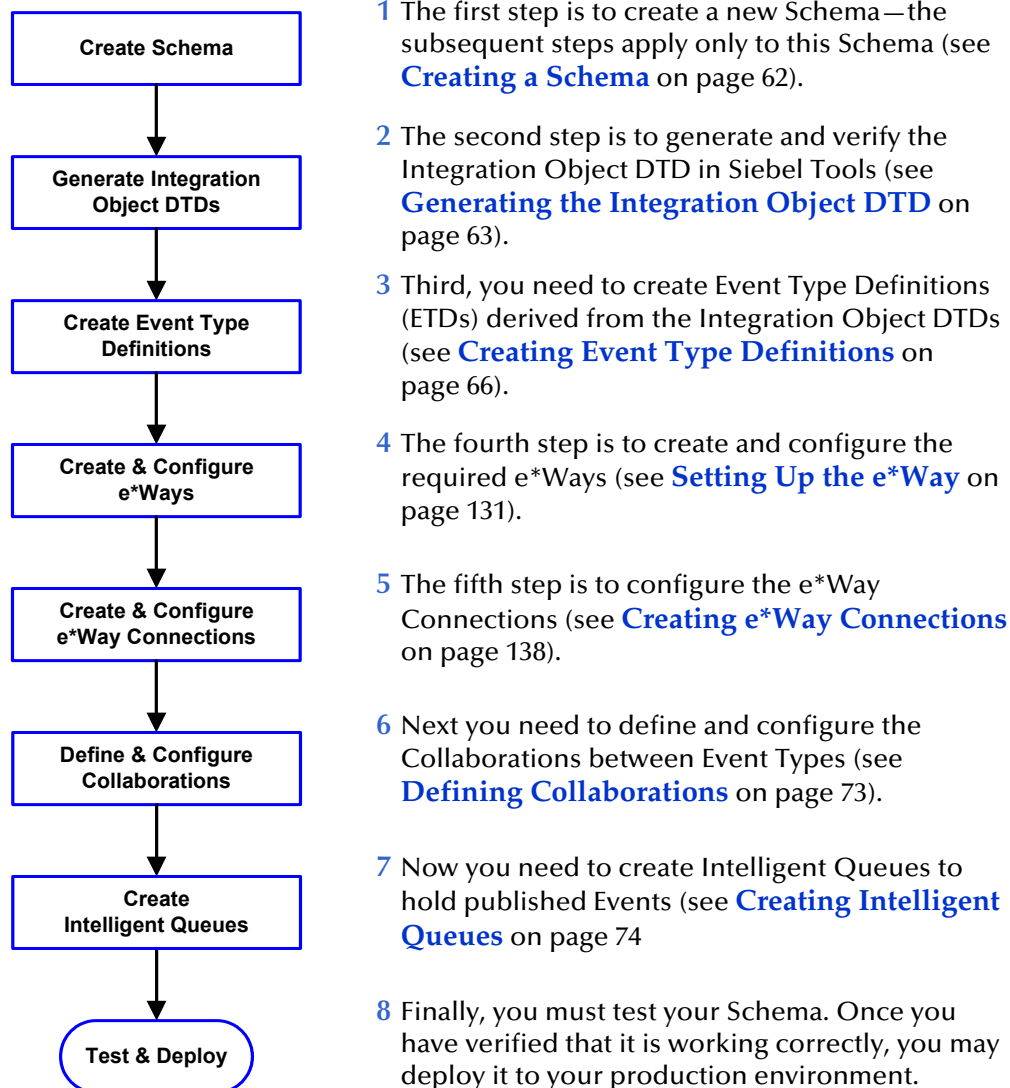 Create Schema
Generate Integration
Object DTDs
Create Event Type
Definitions
Create & Configure
e*Ways
Create & Configure
e*Way Connections
Define & Configure
Collaborations
Create
Intelligent Queues
Test & Deploy
1 The first step is to create a new Schema—the
subsequent steps apply only to this Schema (see
Creating a Schema on page 62).
2 The second step is to generate and verify the
Integration Object DTD in Siebel Tools (see
Generating the Integration Object DTD on
page 63).
3 Third, you need to create Event Type Definitions
(ETDs) derived from the Integration Object DTDs
(see Creating Event Type Definitions on
page 66).
4 The fourth step is to create and configure the
required e*Ways (see Setting Up the e*Way on
page 131).
5 The fifth step is to configure the e*Way
Connections (see Creating e*Way Connections
on page 138).
6 Next you need to define and configure the
Collaborations between Event Types (see
Defining Collaborations on page 73).
7 Now you need to create Intelligent Queues to
hold published Events (see Creating Intelligent
Queues on page 74
8 Finally, you must test your Schema. Once you
have verified that it is working correctly, you may
deploy it to your production environment.